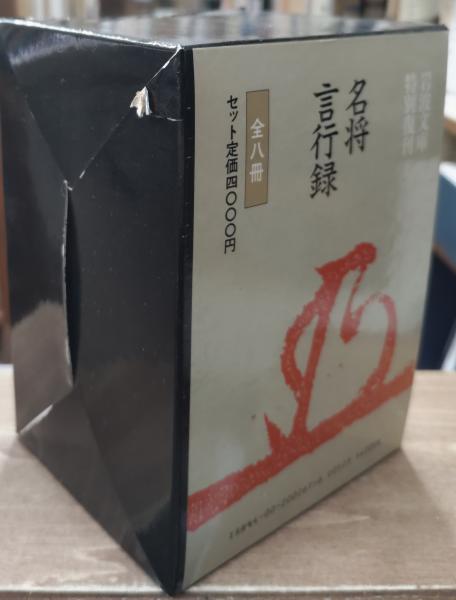 岩波文庫
特別復刊
名将
言行録
全八冊
セット定価四〇〇〇円